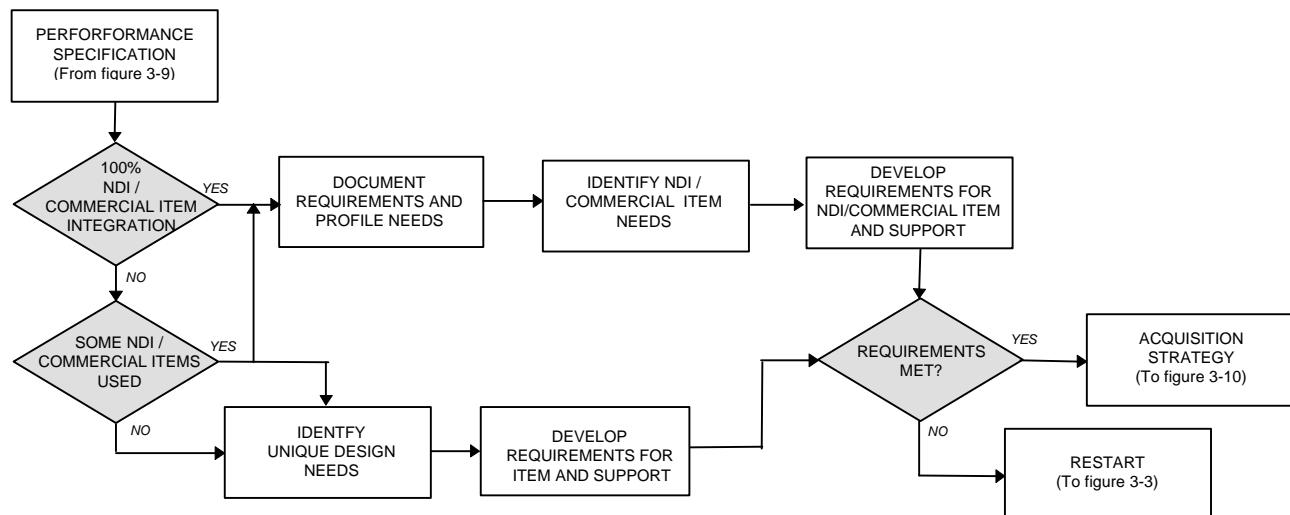 PERFORFORMANCE
SPECIFICATION
(From figure 3-9)
100%
NDI /
COMMERCIAL ITEM
INTEGRATION
YES
DOCUMENT
REQUIREMENTS AND
PROFILE NEEDS
IDENTIFY NDI /
COMMERCIAL ITEM
NEEDS
DEVELOP
REQUIREMENTS FOR
NDI/COMMERCIAL ITEM
AND SUPPORT
NO
SOME NDI /
COMMERCIAL ITEMS
USED
YES
REQUIREMENTS
MET?
YES
ACQUISITION
STRATEGY
(To figure 3-10)
NO
IDENTFY
UNIQUE DESIGN
NEEDS
DEVELOP
REQUIREMENTS FOR
ITEM AND SUPPORT
NO
RESTART
(To figure 3-3)